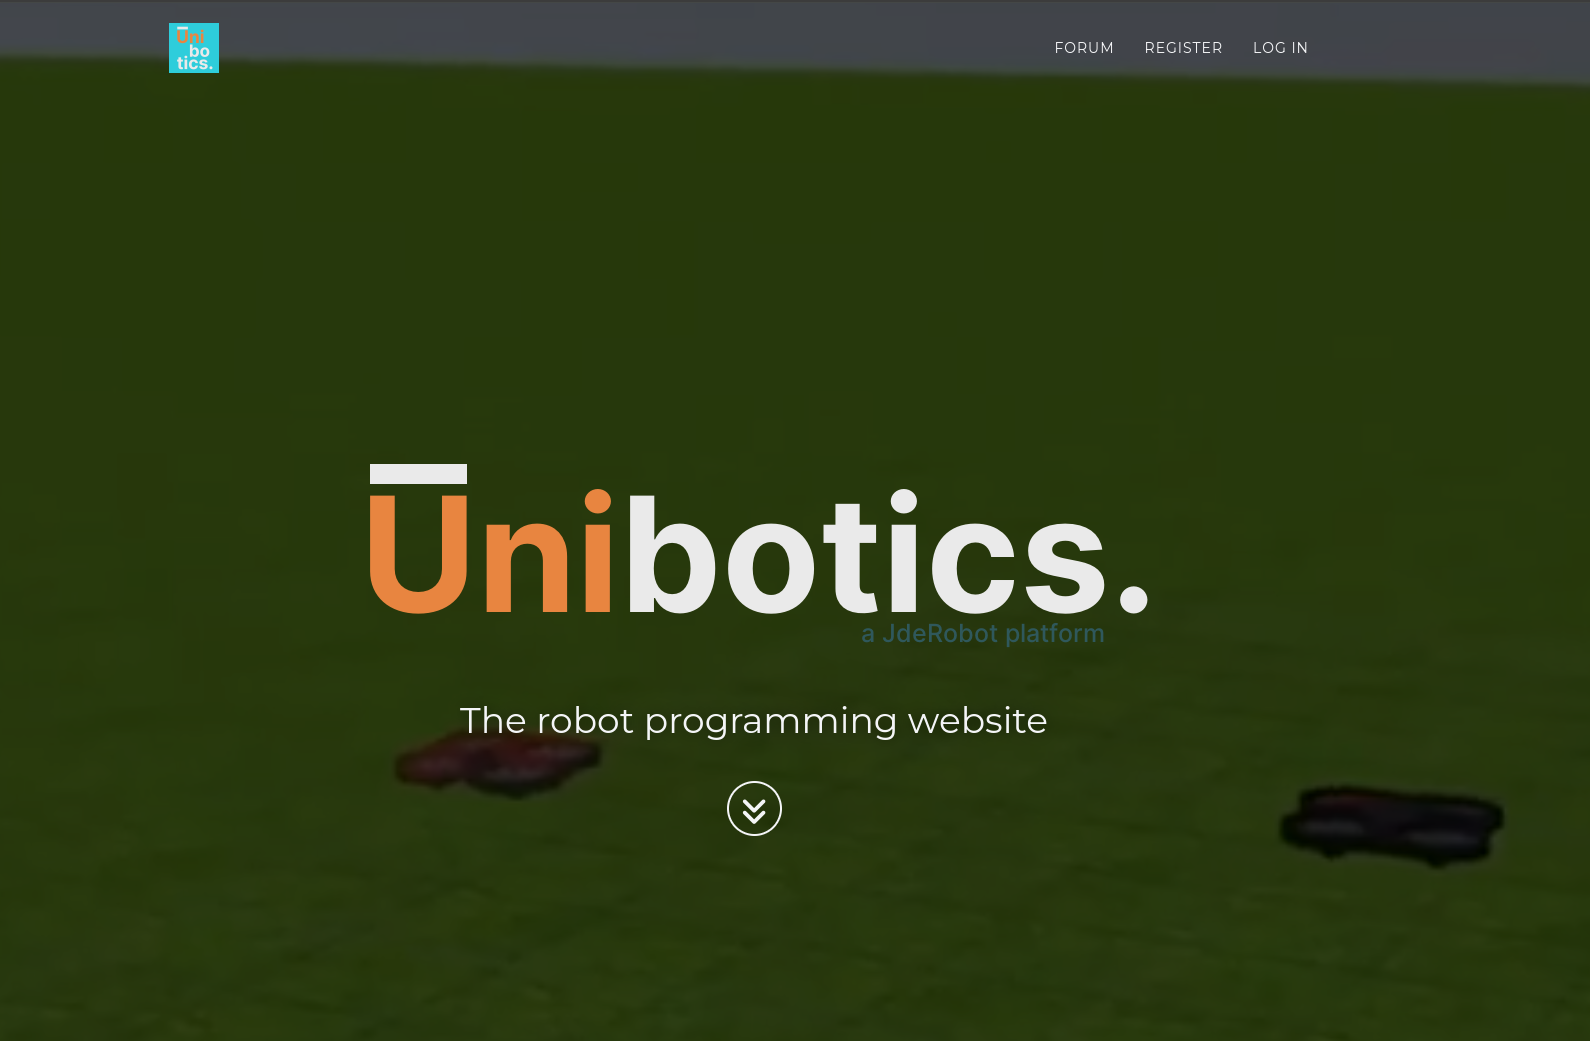 Uni
bo
tics.
FORUM REGISTER LOG IN
Ūnibotics.
a JdeRobot platform
The robot programming website